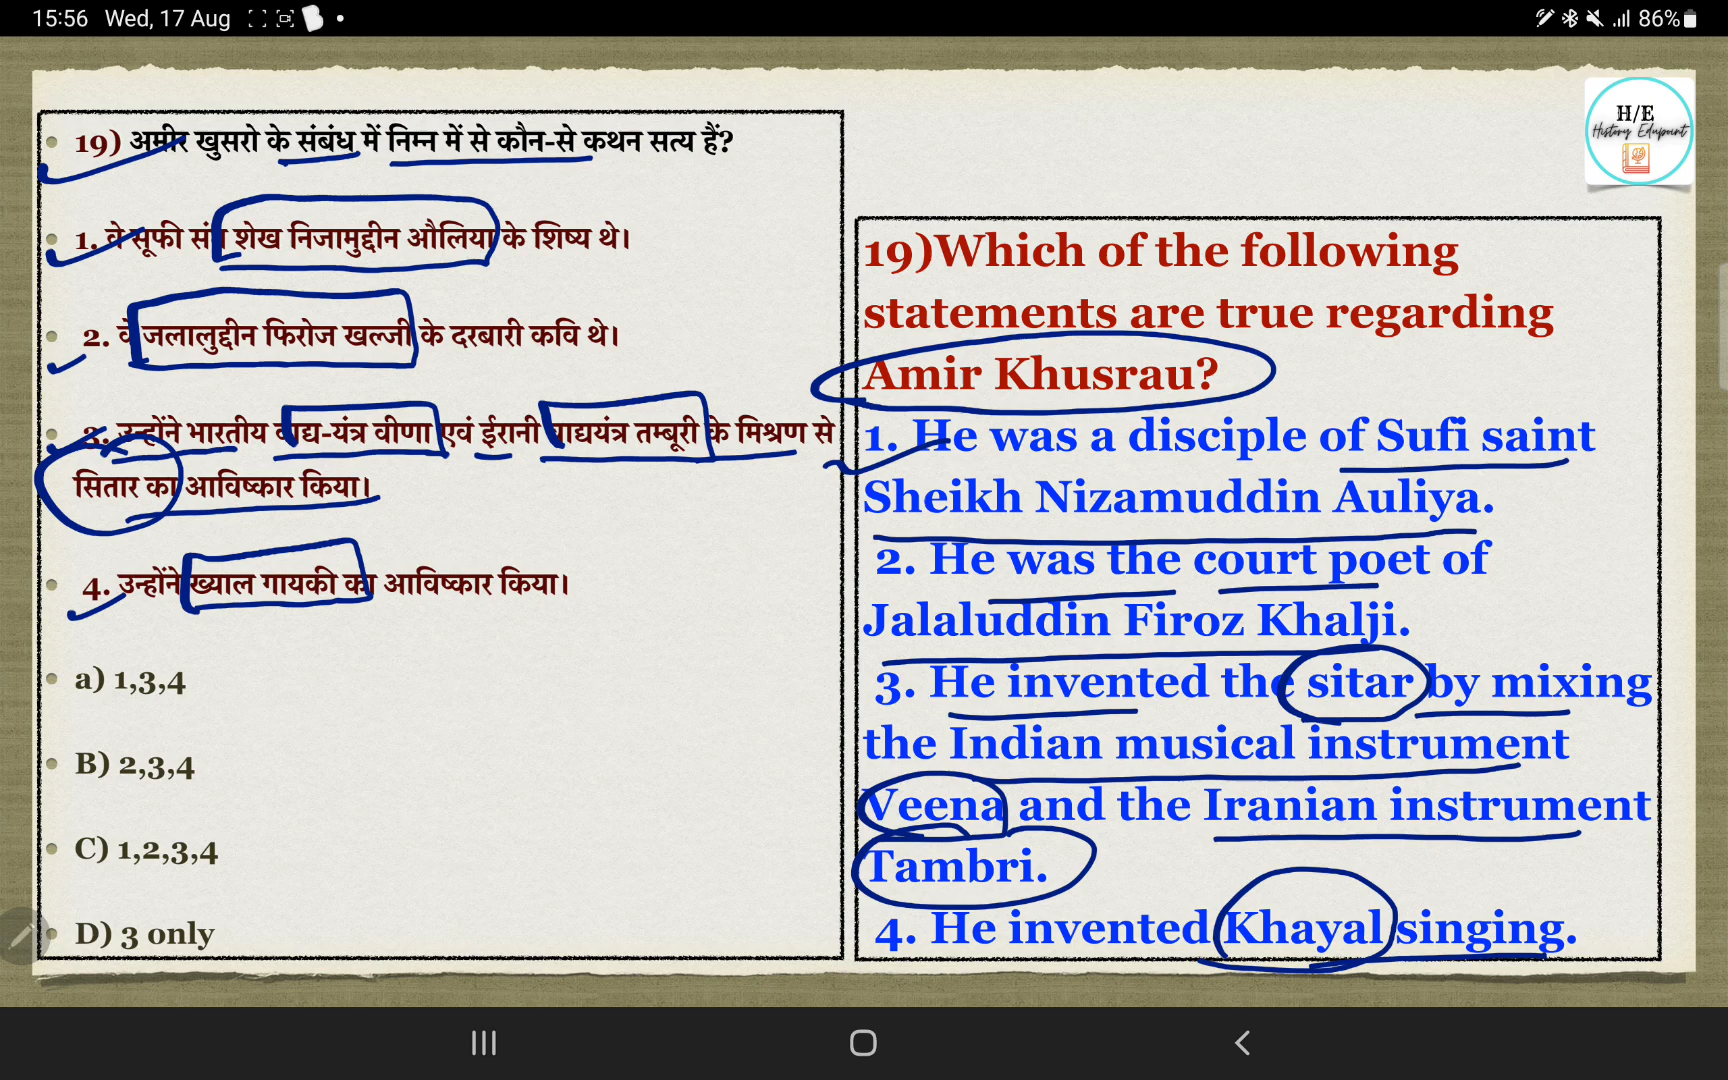 15:56 Wed, 17 Aug
86%
H/E
History Edupoint
19) अमीर खुसरो के संबंध में निम्न में से कौन-से कथन सत्य हैं?
1. वे सूफी संत शेख निजामुद्दीन औलिया के शिष्य थे।
2. वे जलालुद्दीन फिरोज खल्जी के दरबारी कवि थे।
3. उन्होंने भारतीय वाद्य-यंत्र वीणा एवं ईरानी वाद्ययंत्र तम्बूरी के मिश्रण से
सितार का आविष्कार किया।
4. उन्होंने ख्याल गायकी का आविष्कार किया।
a) 1,3,4
B) 2,3,4
C) 1,2,3,4
D) 3 only
19)Which of the following
statements are true regarding
Amir Khusrau?
1. He was a disciple of Sufi saint
Sheikh Nizamuddin Auliya.
2. He was the court poet of
Jalaluddin Firoz Khalji.
3. He invented the sitar by mixing
the Indian musical instrument
Veena and the Iranian instrument
Tambri.
4. He invented Khayal singing.